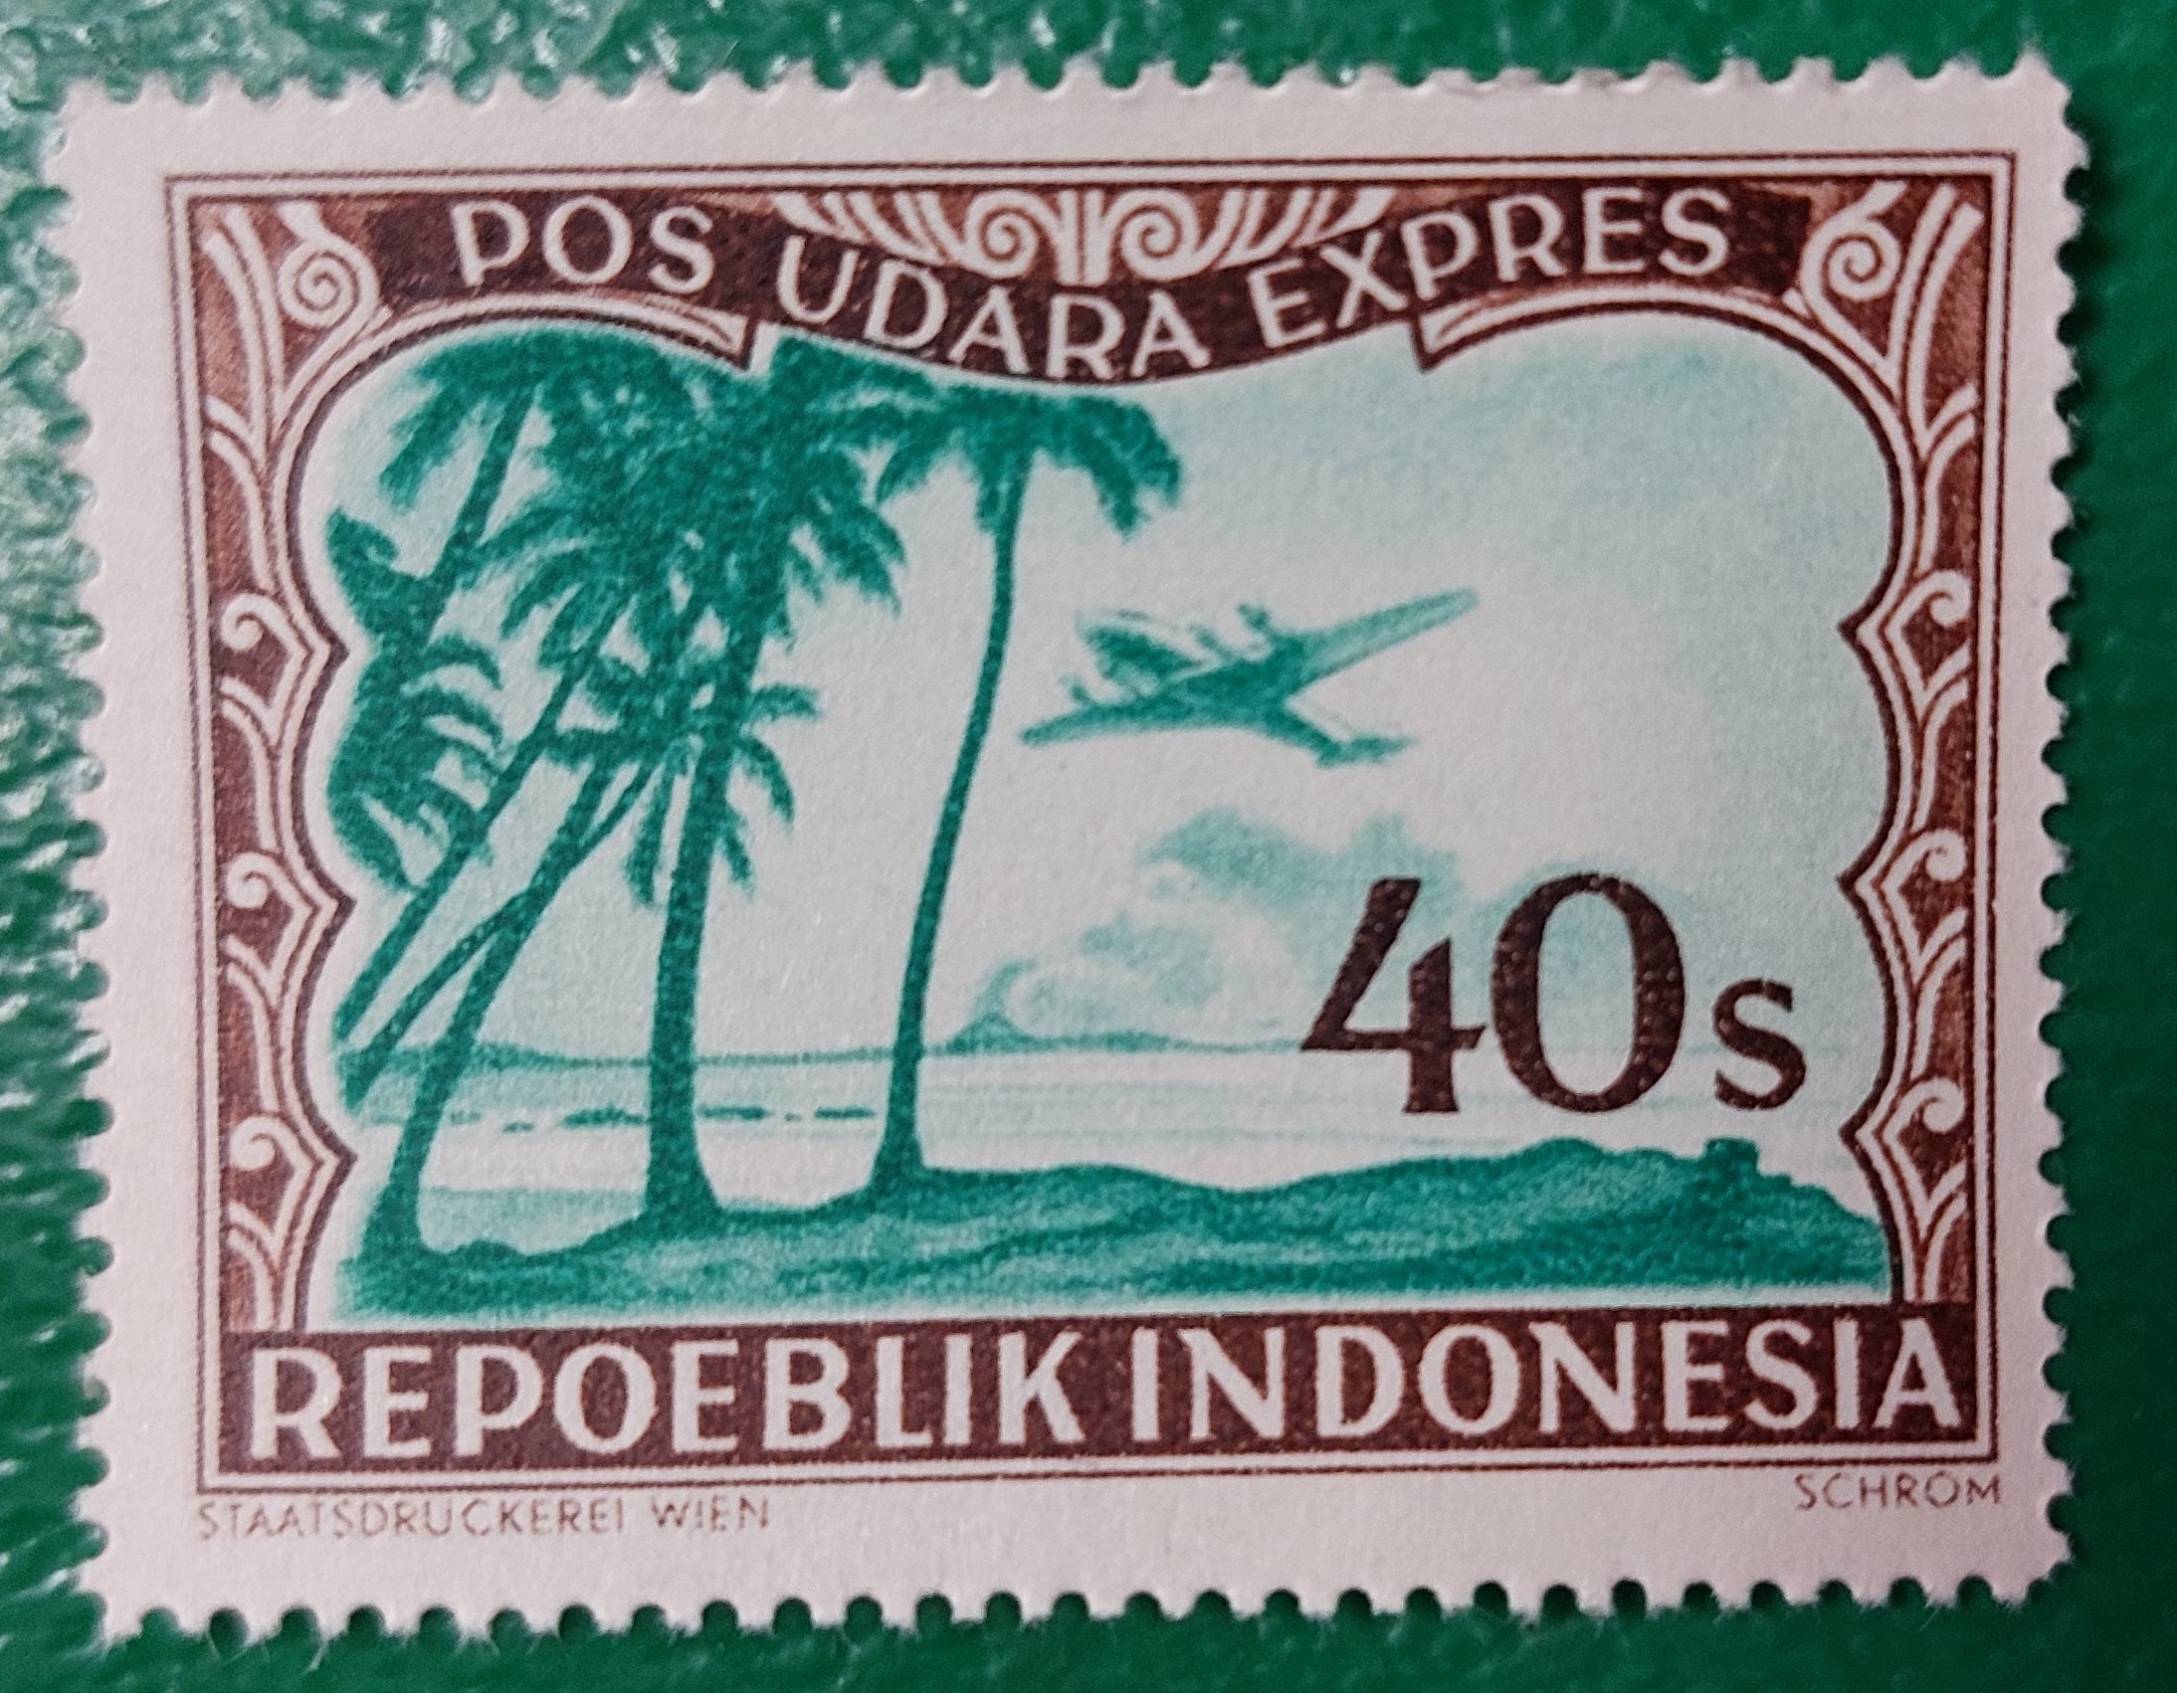 POS UDARA EXPRES
40s
REPOEBLIK INDONESIA
STAATSDRUCKEREI WIEN
SCHROM